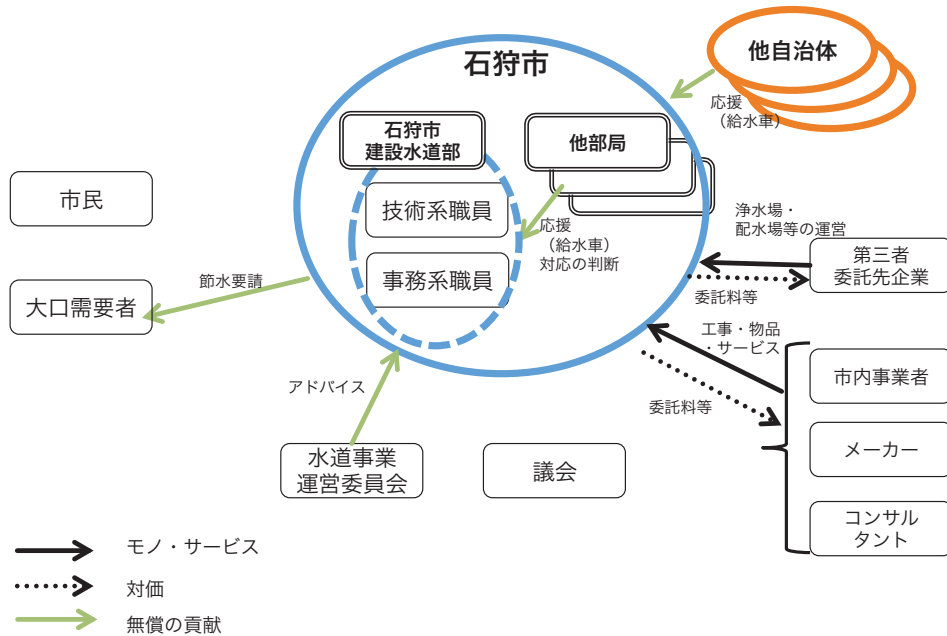 石狩市
他自治体
応援
（給水車）
石狩市
建設水道部
他部局
技術系職員
事務系職員
応援
（給水車）
対応の判断
市民
大口需要者
節水要請
浄水場・
配水場等の運営
第三者
委託先企業
委託料等
工事・物品
・サービス
委託料等
市内事業者
メーカー
コンサル
タント
アドバイス
水道事業
運営委員会
議会
モノ・サービス
対価
無償の貢献